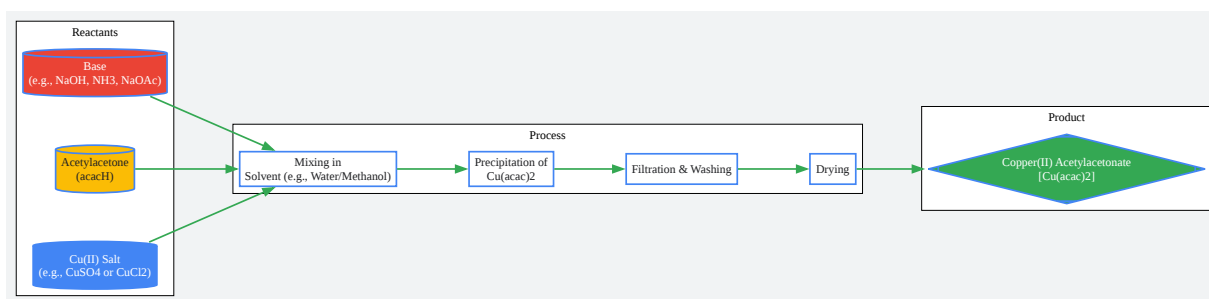 Reactants
Base
(e.g., NaOH, NH3, NaOAc)
Acetylacetone
(acacH)
Cu(II) Salt
(e.g., CuSO4 or CuCl2)
Process
Mixing in
Solvent (e.g., Water/Methanol)
Precipitation of
Cu(acac)2
Filtration & Washing
Drying
Product
Copper(II) Acetylacetonate
[Cu(acac)2]